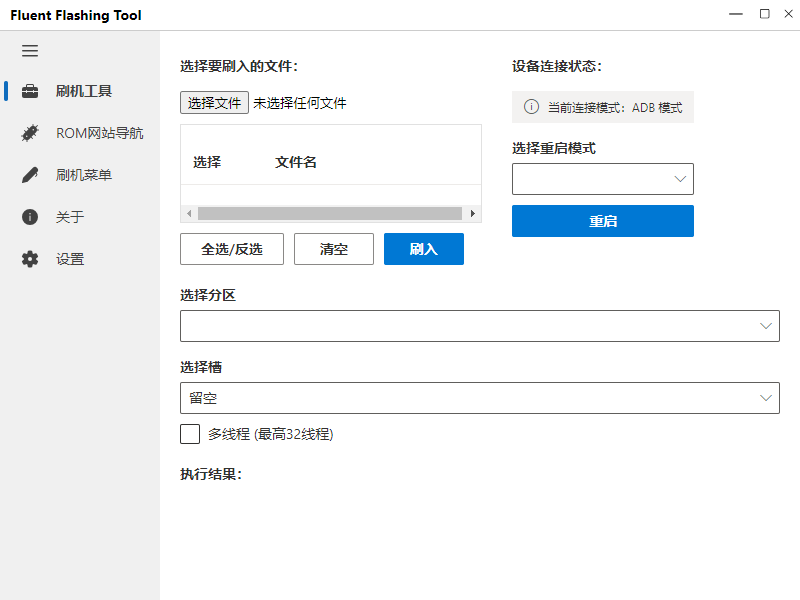 Fluent Flashing Tool
刷机工具
ROM网站导航
刷机菜单
关于
设置
选择要刷入的文件:
选择文件 未选择任何文件
选择 文件名
全选/反选 清空 刷入
设备连接状态:
当前连接模式: ADB 模式
选择重启模式
重启
选择分区
选择槽
留空
多线程 (最高32线程)
执行结果: